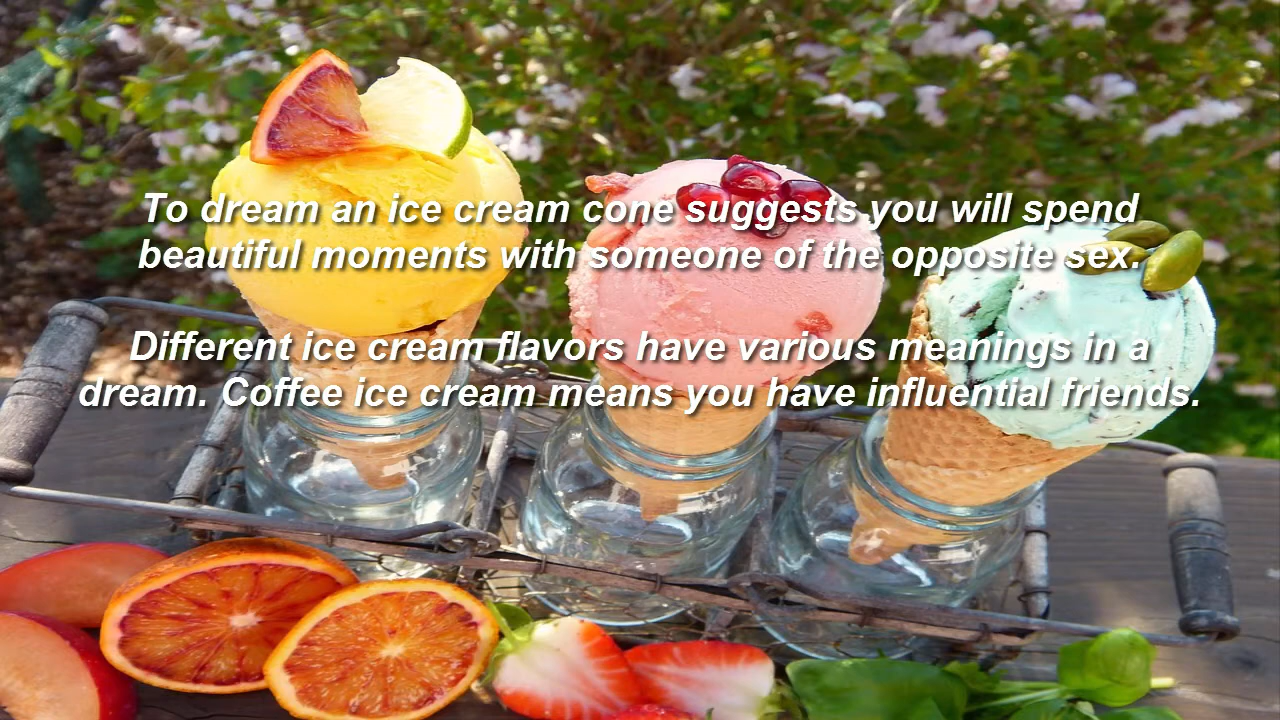 To dream an ice cream cone suggests you will spend
beautiful moments with someone of the opposite sex.
Different ice cream flavors have various meanings in a
dream. Coffee ice cream means you have influential friends.